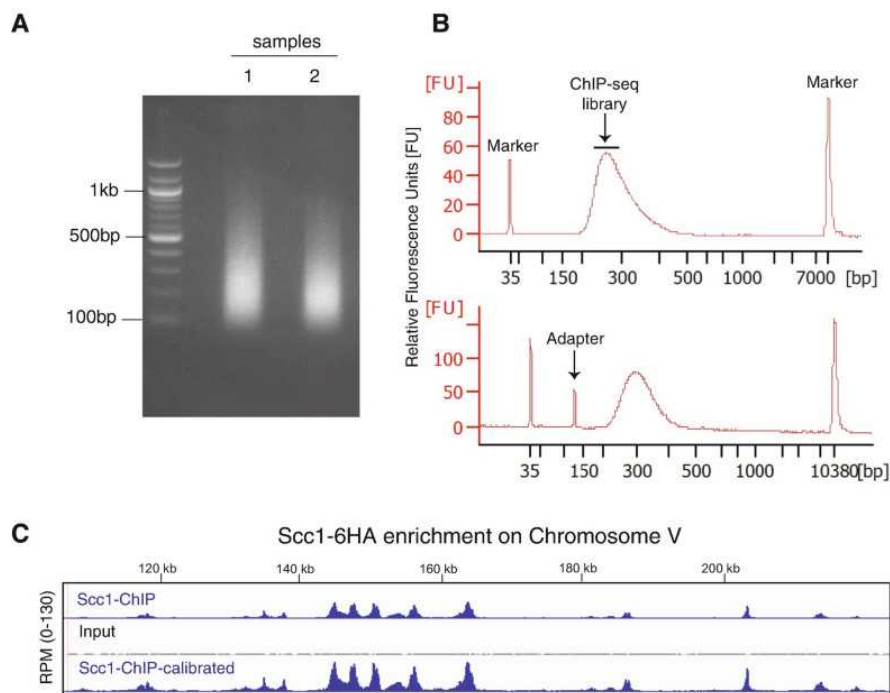 A
samples
1 2
1kb
500bp
100bp
B
Relative Fluorescence Units [FU]
[FU]
80
60
40
20
0
Marker
ChIP-seq
library
Marker
35 150 300 500 1000 7000 [bp]
[FU]
100
50
0
Adapter
35 150 300 500 1000 10380 [bp]
C
Scc1-6HA enrichment on Chromosome V
120 kb 140 kb 160 kb 180 kb 200 kb
RPM (0-130)
Scc1-ChIP
Input
Scc1-ChIP-calibrated